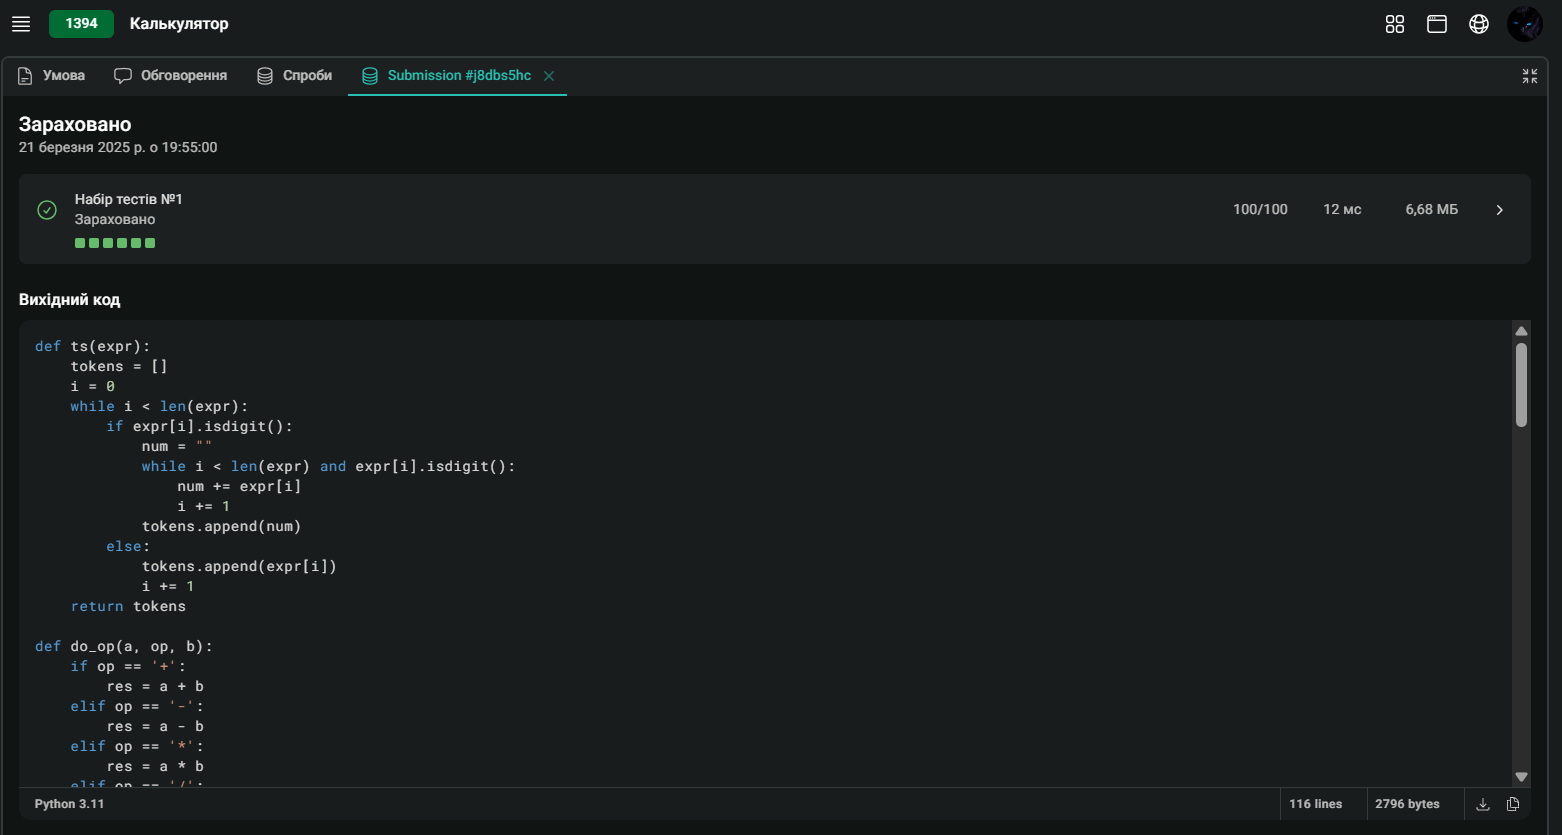 1394 Калькулятор
Умова Обговорення Спроби Submission #j8dbs5hc
Зараховано
21 березня 2025 р. о 19:55:00
Набір тестів №1
Зараховано
100/100 12 мс 6,68 МБ
Вихідний код
def ts(expr):
    tokens = []
    i = 0
    while i < len(expr):
        if expr[i].isdigit():
            num = ""
            while i < len(expr) and expr[i].isdigit():
                num += expr[i]
                i += 1
            tokens.append(num)
        else:
            tokens.append(expr[i])
            i += 1
    return tokens
def do_op(a, op, b):
    if op == '+':
        res = a + b
    elif op == '-':
        res = a - b
    elif op == '*':
        res = a * b
    elif op == '/':
Python 3.11 116 lines 2796 bytes